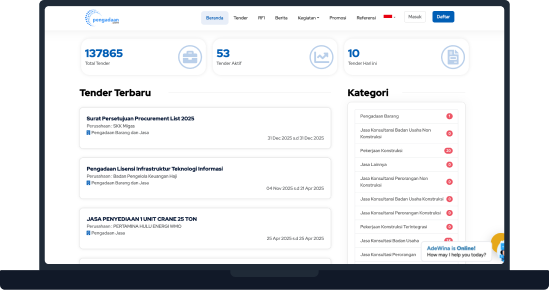 pengadaan
Beranda
Tender
RFI
Berita
Kegiatan
Promosi
Referensi
Masuk
Daftar
137865
Total Tender
53
Tender Aktif
10
Tender Hari Ini
Tender Terbaru
Surat Persetujuan Procurement List 2025
Perusahaan : SKK Migas
Pengadaan Barang dan Jasa
31 Dec 2025 s.d 31 Dec 2025
Pengadaan Lisensi Infrastruktur Teknologi Informasi
Perusahaan : Badan Pengelola Keuangan Haji
Pengadaan Barang dan Jasa
04 Nov 2025 s.d 31 Apr 2025
JASA PENYEDIAAN 1 UNIT CRANE 25 TON
Perusahaan : PERTAMINA HULU ENERGI WMO
Pengadaan Jasa
25 Apr 2025 s.d 25 Apr 2025
Kategori
Pengadaan Barang
Jasa Konsultansi Badan Usaha Non
Konstruksi
Pekerjaan Konstruksi
Jasa Lainnya
Jasa Konsultansi Perorangan Non
Konstruksi
Jasa Konsultansi Badan Usaha Konstruksi
Jasa Konsultansi Perorangan Konstruksi
Pekerjaan Konstruksi Terintegrasi
Jasa Konsultasi Badan Usaha
Jasa Konsultansi Perorangan
AdeWina is Online!
How may I help you today?